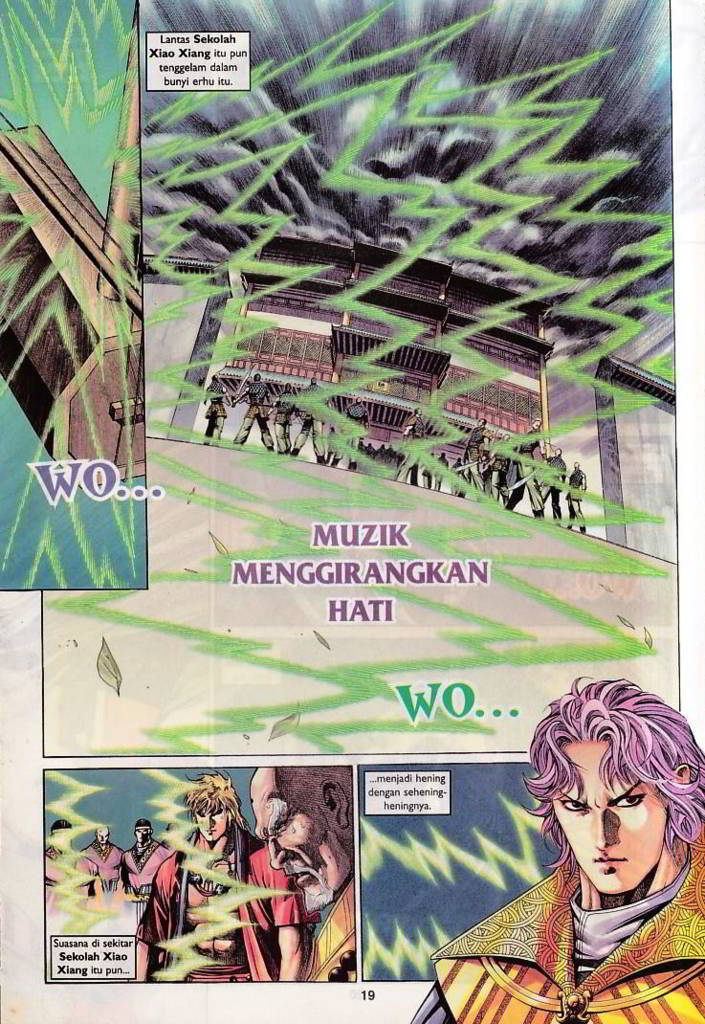 Lantas Sekolah
Xiao Xiang itu pun
tenggelam dalam
bunyi erhu itu.
WO...
MUZIK
MENGGIRANGKAN
HATI
WO...
Suasana di sekitar
Sekolah Xiao
Xiang itu pun...
...menjadi hening
dengan sehening-
heningnya.
19